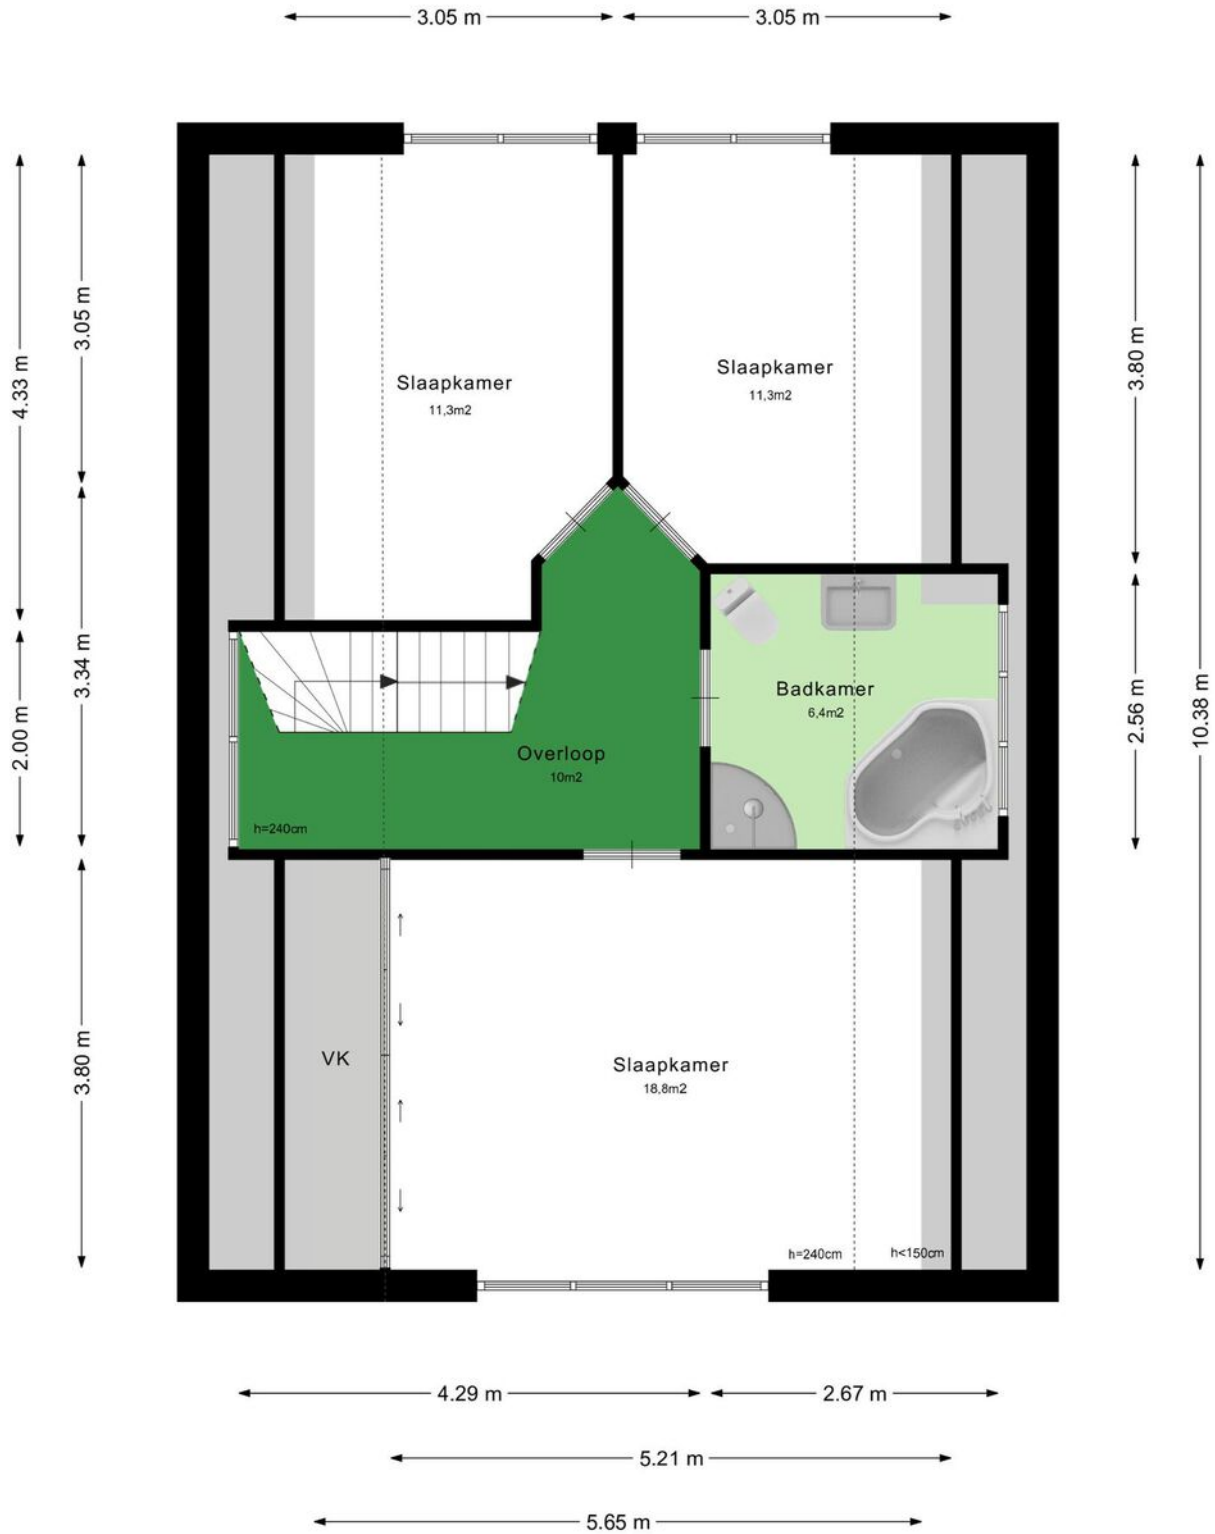 3.05 m
3.05 m
4.33 m
3.05 m
3.80 m
10.38 m
Slaapkamer
11,3m2
Slaapkamer
11,3m2
3.34 m
2.00 m
2.56 m
Badkamer
6,4m2
Overloop
10m2
h=240cm
3.80 m
VK
Slaapkamer
18,8m2
h=240cm
h<150cm
4.29 m
2.67 m
5.21 m
5.65 m